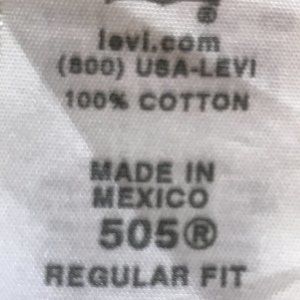 ®
levi.com
(800) USA-LEVI
100% COTTON
MADE IN
MEXICO
505®
REGULAR FIT